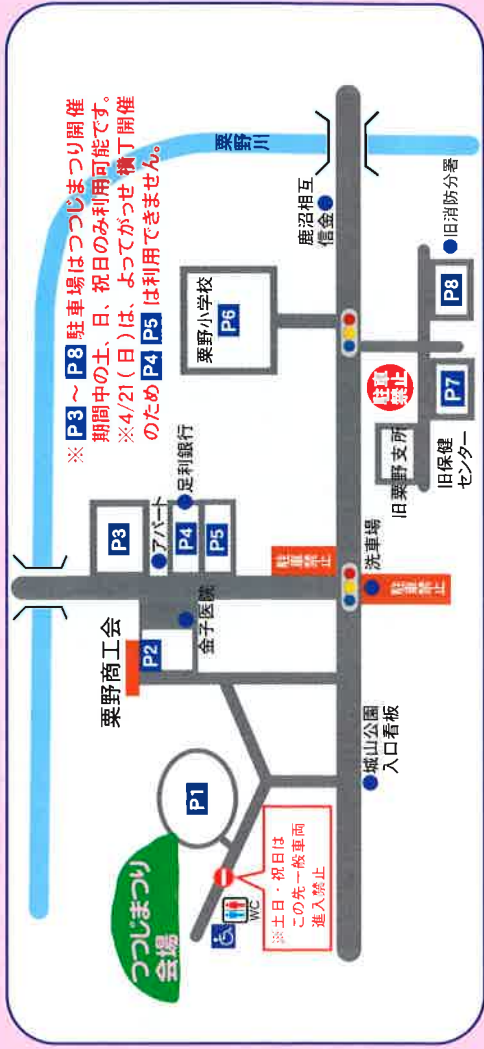 ※P3～P8駐車場はつつじまつり開催
期間中の土、日、祝日のみ利用可能です。
※4/21(日)は、よってがっせ横丁開催
のためP4 P5は利用できません。
粟野川
つつじまつり
会場
P1
WC
※土日・祝日は
この先一般車両
進入禁止
粟野商工会
P2
金子医院
P3
アパート
P4
足利銀行
P5
駐車禁止
駐車禁止
洗車場
城山公園
入口看板
粟野小学校
P6
鹿沼相互
信金
駐車
禁止
旧粟野支所
旧保健
センター
P7
P8
旧消防分署